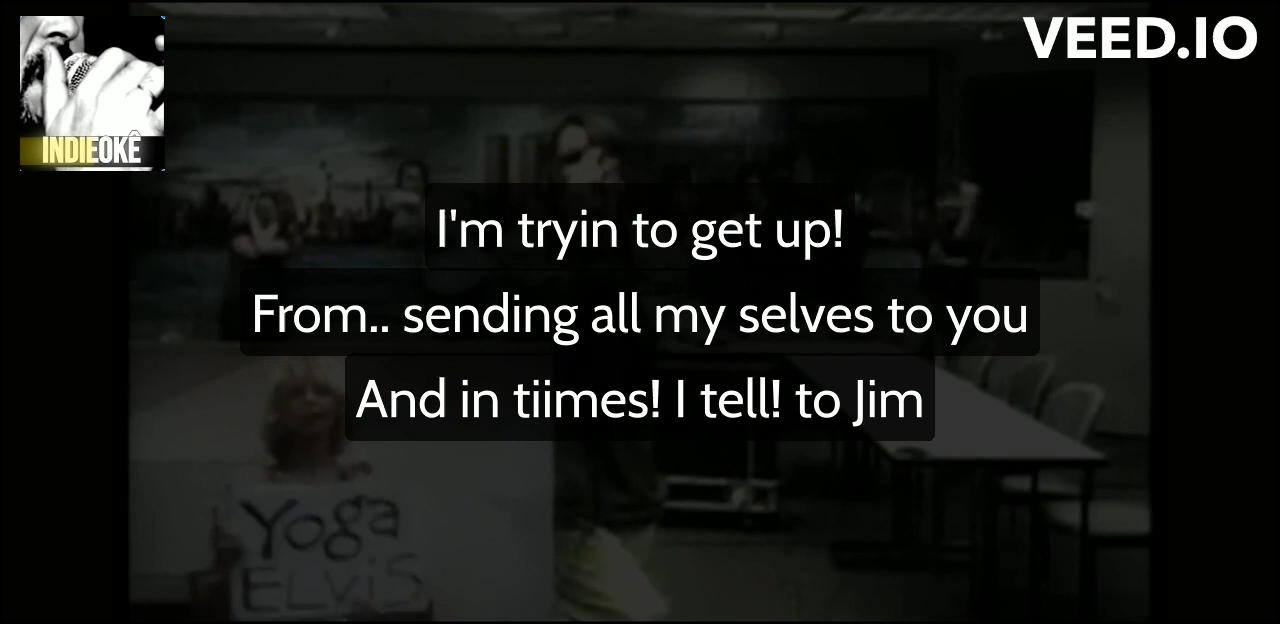 VEED.IO
INDIEOKÊ
I'm tryin to get up!
From.. sending all my selves to you
And in tiimes! I tell! to Jim
Yoga
ELViS